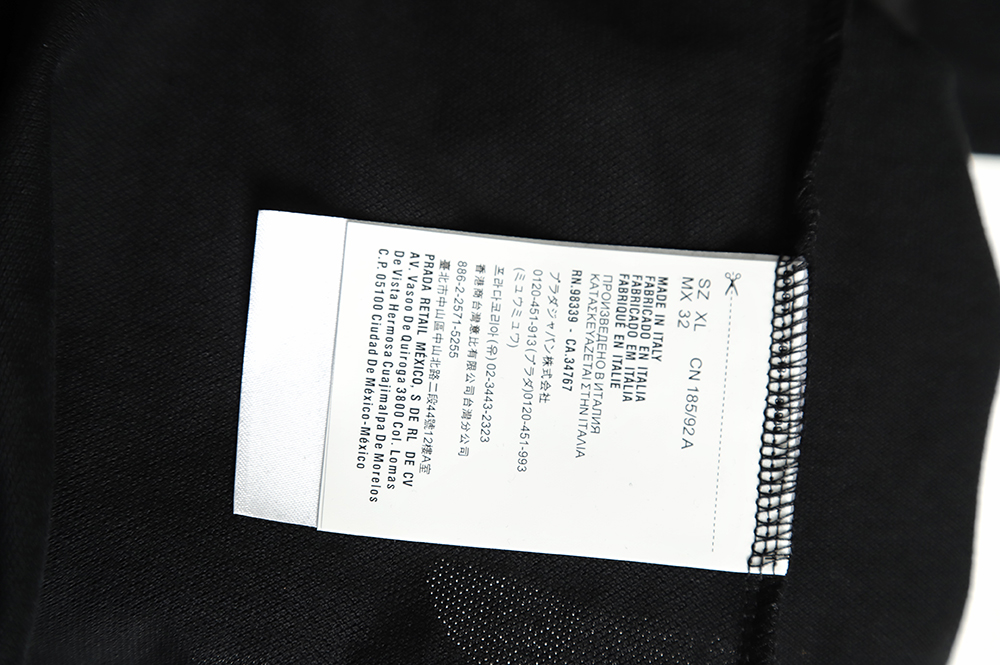 SZ XL CN 185/92A
MX 32
MADE IN ITALY
FABRICADO EN ITALIA
FABRICADO EM ITALIA
FABRIQUÉ EN ITALIE
ПРОИЗВЕДЕНО В ИТАЛИЯ
ΚΑΤΑΣΚΕΥΑΖΕΤΑΙ ΣΤΗΝ ΙΤΑΛΙΑ
RN.98339 - CA.34767
プラダジャパン株式会社
0120-451-913(プラダ)0120-451-993
(ミュウミュウ)
프라다코리아(유)02-3443-2323
香港商台灣意比有限公司台灣分公司
886-2-2571-5255
臺北市中山區中山北路二段44號12樓A室
PRADA RETAIL MÉXICO, S DE RL DE CV
AV. Vasoo De Quiroga 3800 Col. Lomas
De Vista Hermosa Cuajimalpa De Morelos
C.P. 05100 Ciudad De México-México